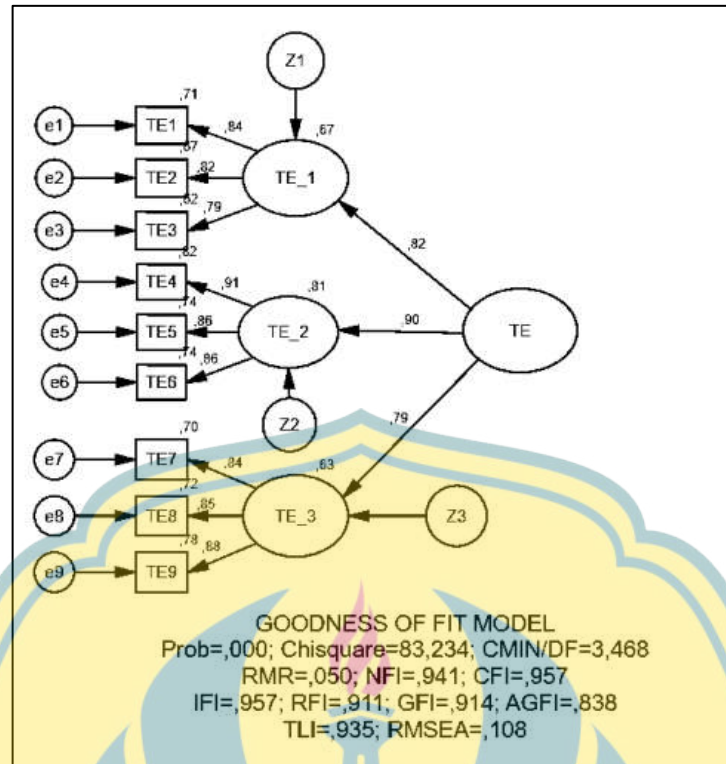 Z1
,71
e1
TE1
,84
,67
,67
e2
TE2
,82
TE_1
,62
,79
e3
TE3
,82
,82
e4
TE4
,91
,81
,74
e5
TE5
,86
TE_2
,90
TE
,74
e6
TE6
,86
Z2
,79
,70
e7
TE7
,84
,63
,72
e8
TE8
,85
TE_3
Z3
,78
e9
TE9
,88
GOODNESS OF FIT MODEL
Prob=,000; Chisquare=83,234; CMIN/DF=3,468
RMR=,050; NFI=,941; CFI=,957
IFI=,957; RFI=,911; GFI=,914; AGFI=,838
TLI=,935; RMSEA=,108